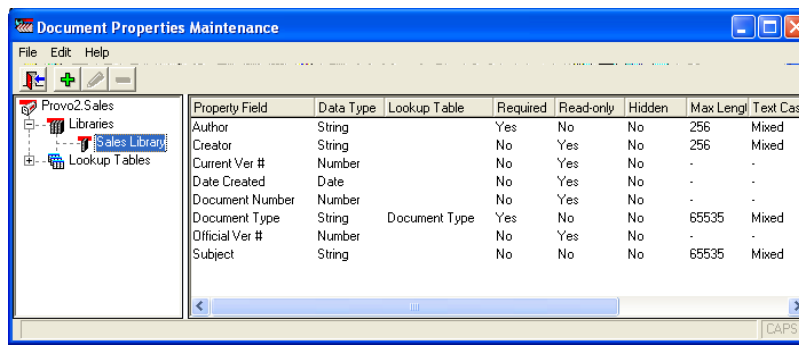 Document Properties Maintenance
File Edit Help
Provo2.Sales
Libraries
Sales Library
Lookup Tables
Property Field Data Type Lookup Table Required Read-only Hidden Max Lengl Text Cas
Author String Yes No No 256 Mixed
Creator String No Yes No 256 Mixed
Current Ver # Number No Yes No - -
Date Created Date No Yes No - -
Document Number Number No Yes No - -
Document Type String Document Type Yes No No 65535 Mixed
Official Ver # Number No Yes No - -
Subject String No No No 65535 Mixed
CAPS